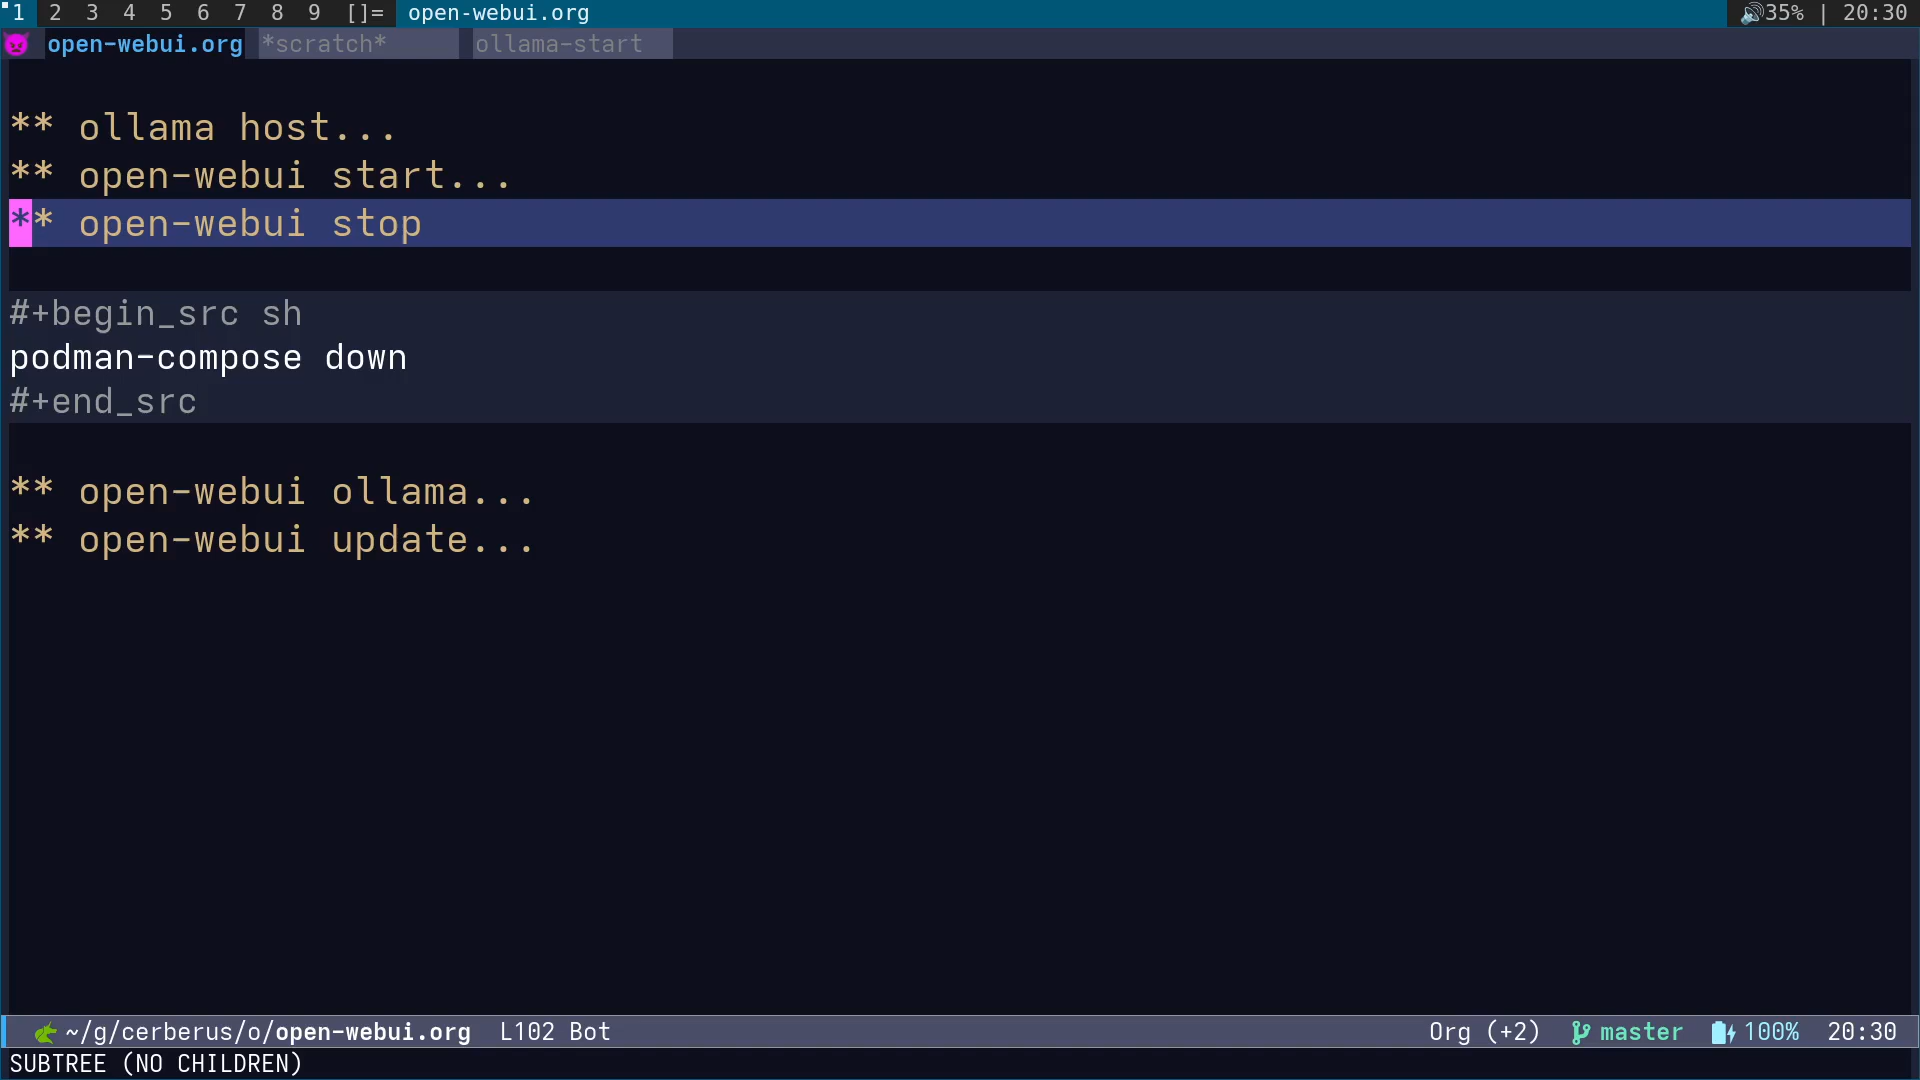 1 2 3 4 5 6 7 8 9 []= open-webui.org 35% | 20:30
open-webui.org *scratch* ollama-start
** ollama host...
** open-webui start...
** open-webui stop
#+begin_src sh
podman-compose down
#+end_src
** open-webui ollama...
** open-webui update...
~/g/cerberus/o/open-webui.org L102 Bot Org (+2) master 100% 20:30
SUBTREE (NO CHILDREN)